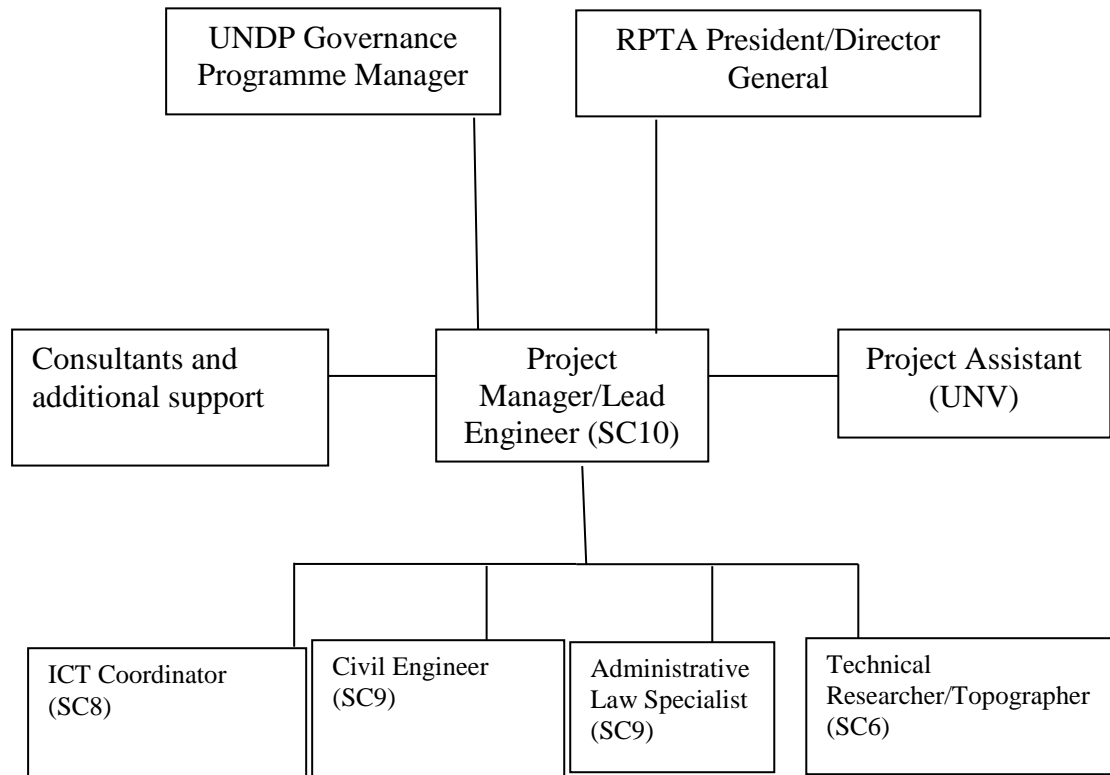 UNDP Governance
Programme Manager
RPTA President/Director
General
Consultants and
additional support
Project
Manager/Lead
Engineer (SC10)
Project Assistant
(UNV)
ICT Coordinator
(SC8)
Civil Engineer
(SC9)
Administrative
Law Specialist
(SC9)
Technical
Researcher/Topographer
(SC6)